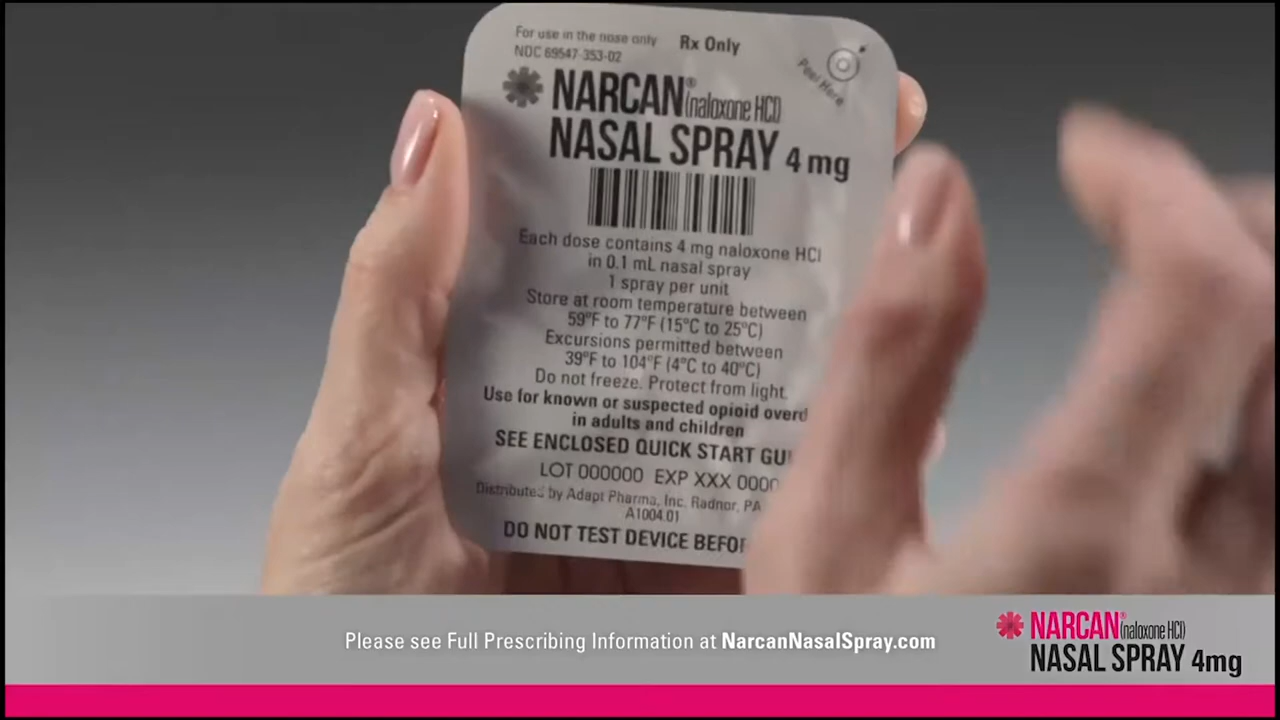 For use in the nose only Rx Only
NDC 69547-353-02
Peel Here
NARCAN® (naloxone HCl)
NASAL SPRAY 4 mg
Each dose contains 4 mg naloxone HCl
in 0.1 mL nasal spray
1 spray per unit
Store at room temperature between
59°F to 77°F (15°C to 25°C)
Excursions permitted between
39°F to 104°F (4°C to 40°C)
Do not freeze. Protect from light.
Use for known or suspected opioid overd
in adults and children
SEE ENCLOSED QUICK START GU
LOT 000000 EXP XXX 0000
Distributed by Adapt Pharma, Inc. Radnor, PA
A1004.01
DO NOT TEST DEVICE BEFO
Please see Full Prescribing Information at NarcanNasalSpray.com
NARCAN® (naloxone HCl)
NASAL SPRAY 4mg